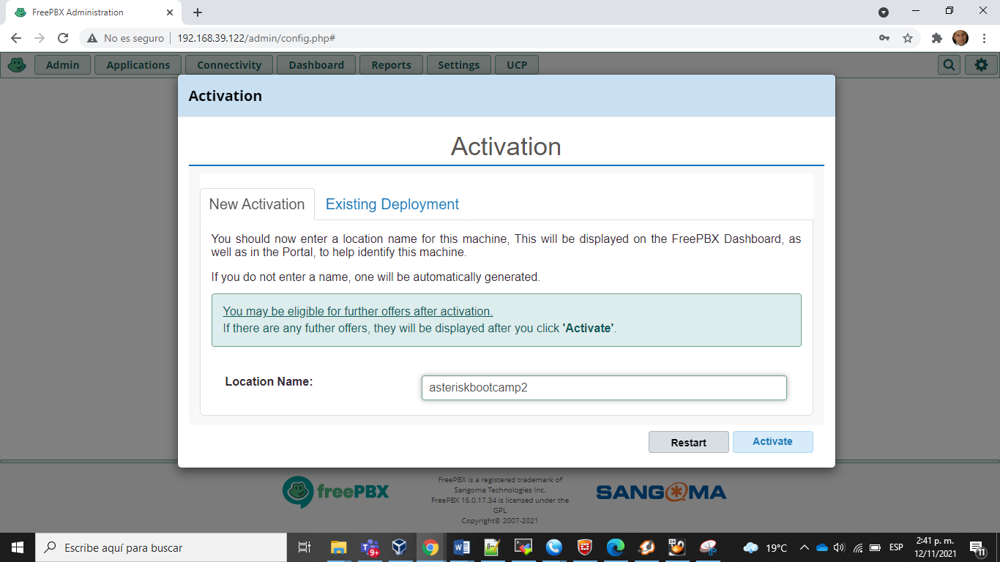 FreePBX Administration
No es seguro
192.168.39.122/admin/config.php#
Admin
Applications
Connectivity
Dashboard
Reports
Settings
UCP
Activation
Activation
New Activation
Existing Deployment
You should now enter a location name for this machine, This will be displayed on the FreePBX Dashboard, as
well as in the Portal, to help identify this machine.
If you do not enter a name, one will be automatically generated.
You may be eligible for further offers after activation.
If there are any futher offers, they will be displayed after you click 'Activate'.
Location Name:
asteriskbootcamp2
Restart
Activate
freePBX
FreePBX is a registered trademark of
Sangoma Technologies Inc.
FreePBX 15.0.17.34 is licensed under the
GPL
Copyright© 2007-2021
SANGOMA
Escribe aquí para buscar
9+
19°C
ESP
2:41 p. m.
12/11/2021
11